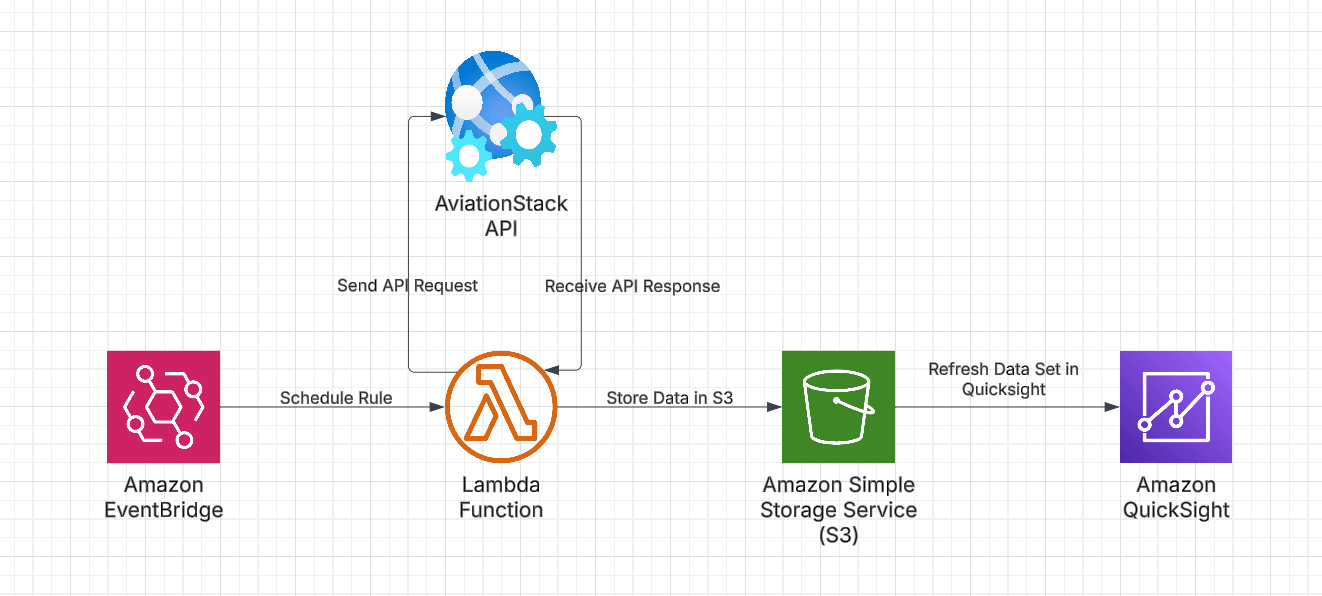 AviationStack
API
Send API Request
Receive API Response
Schedule Rule
Store Data in S3
Refresh Data Set in
Quicksight
Amazon
EventBridge
Lambda
Function
Amazon Simple
Storage Service
(S3)
Amazon
QuickSight